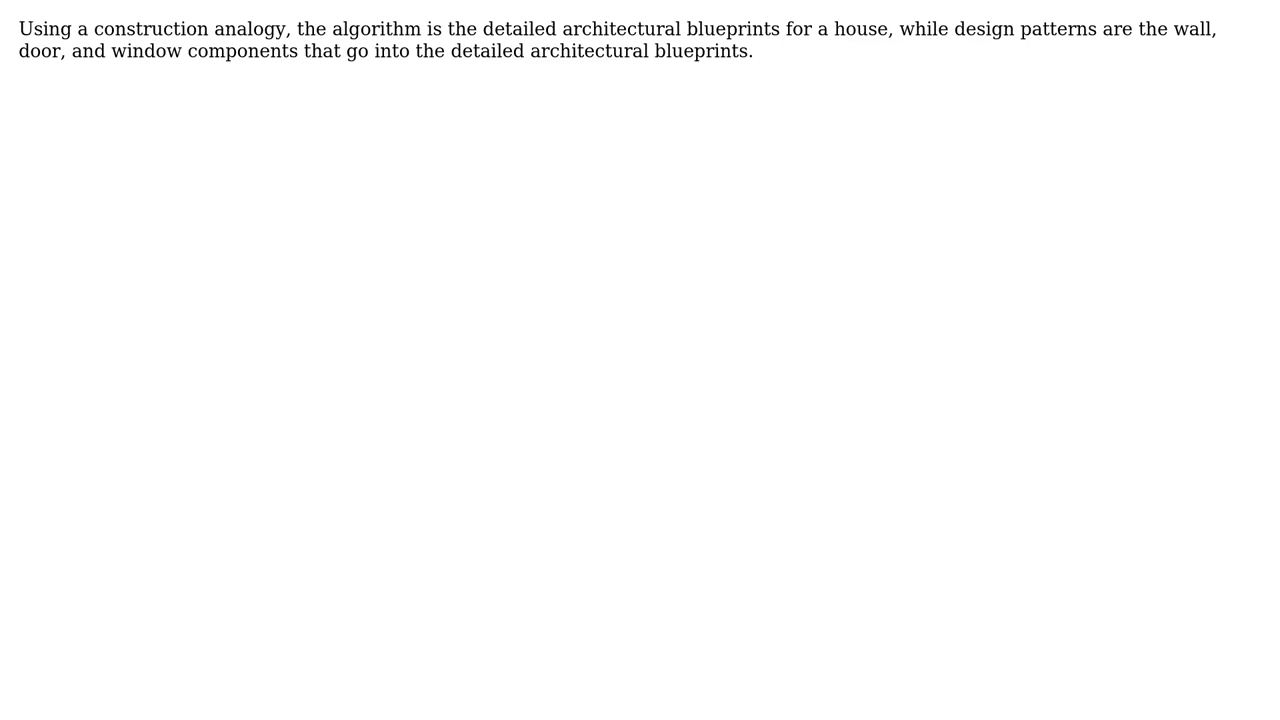 Using a construction analogy, the algorithm is the detailed architectural blueprints for a house, while design patterns are the wall,
door, and window components that go into the detailed architectural blueprints.